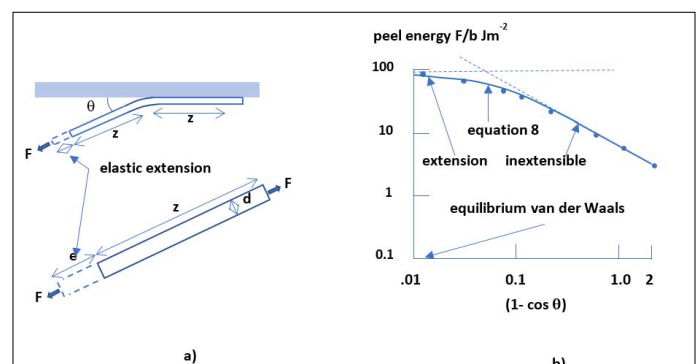 peel energy F/b Jm-2
θ
z
z
F
elastic extension
z
d
F
e
F
a)
100
10
1
0.1
equation 8
extension
inextensible
equilibrium van der Waals
.01
0.1
1.0
2
(1- cos θ)
b)